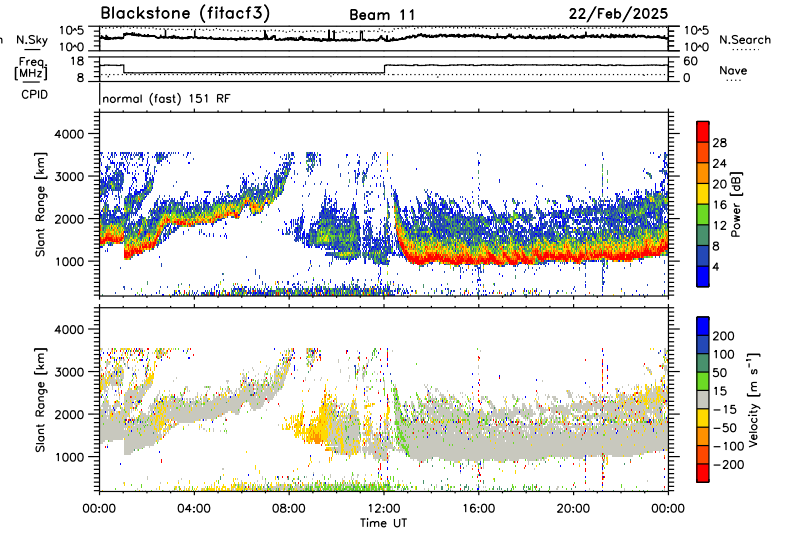 Blackstone (fitacf3) Beam 11 22/Feb/2025
10^5 10^5
n N.Sky N.Search
10^0 10^0
Freq. 18 60
[MHz] Nave
8 0
CPID normal (fast) 151 RF
4000
3000
2000
1000
Slant Range [km]
28
24
20
16
12
8
4
Power [dB]
4000
3000
2000
1000
Slant Range [km]
200
100
50
15
-15
-50
-100
-200
Velocity [m s⁻¹]
00:00 04:00 08:00 12:00 16:00 20:00 00:00
Time UT